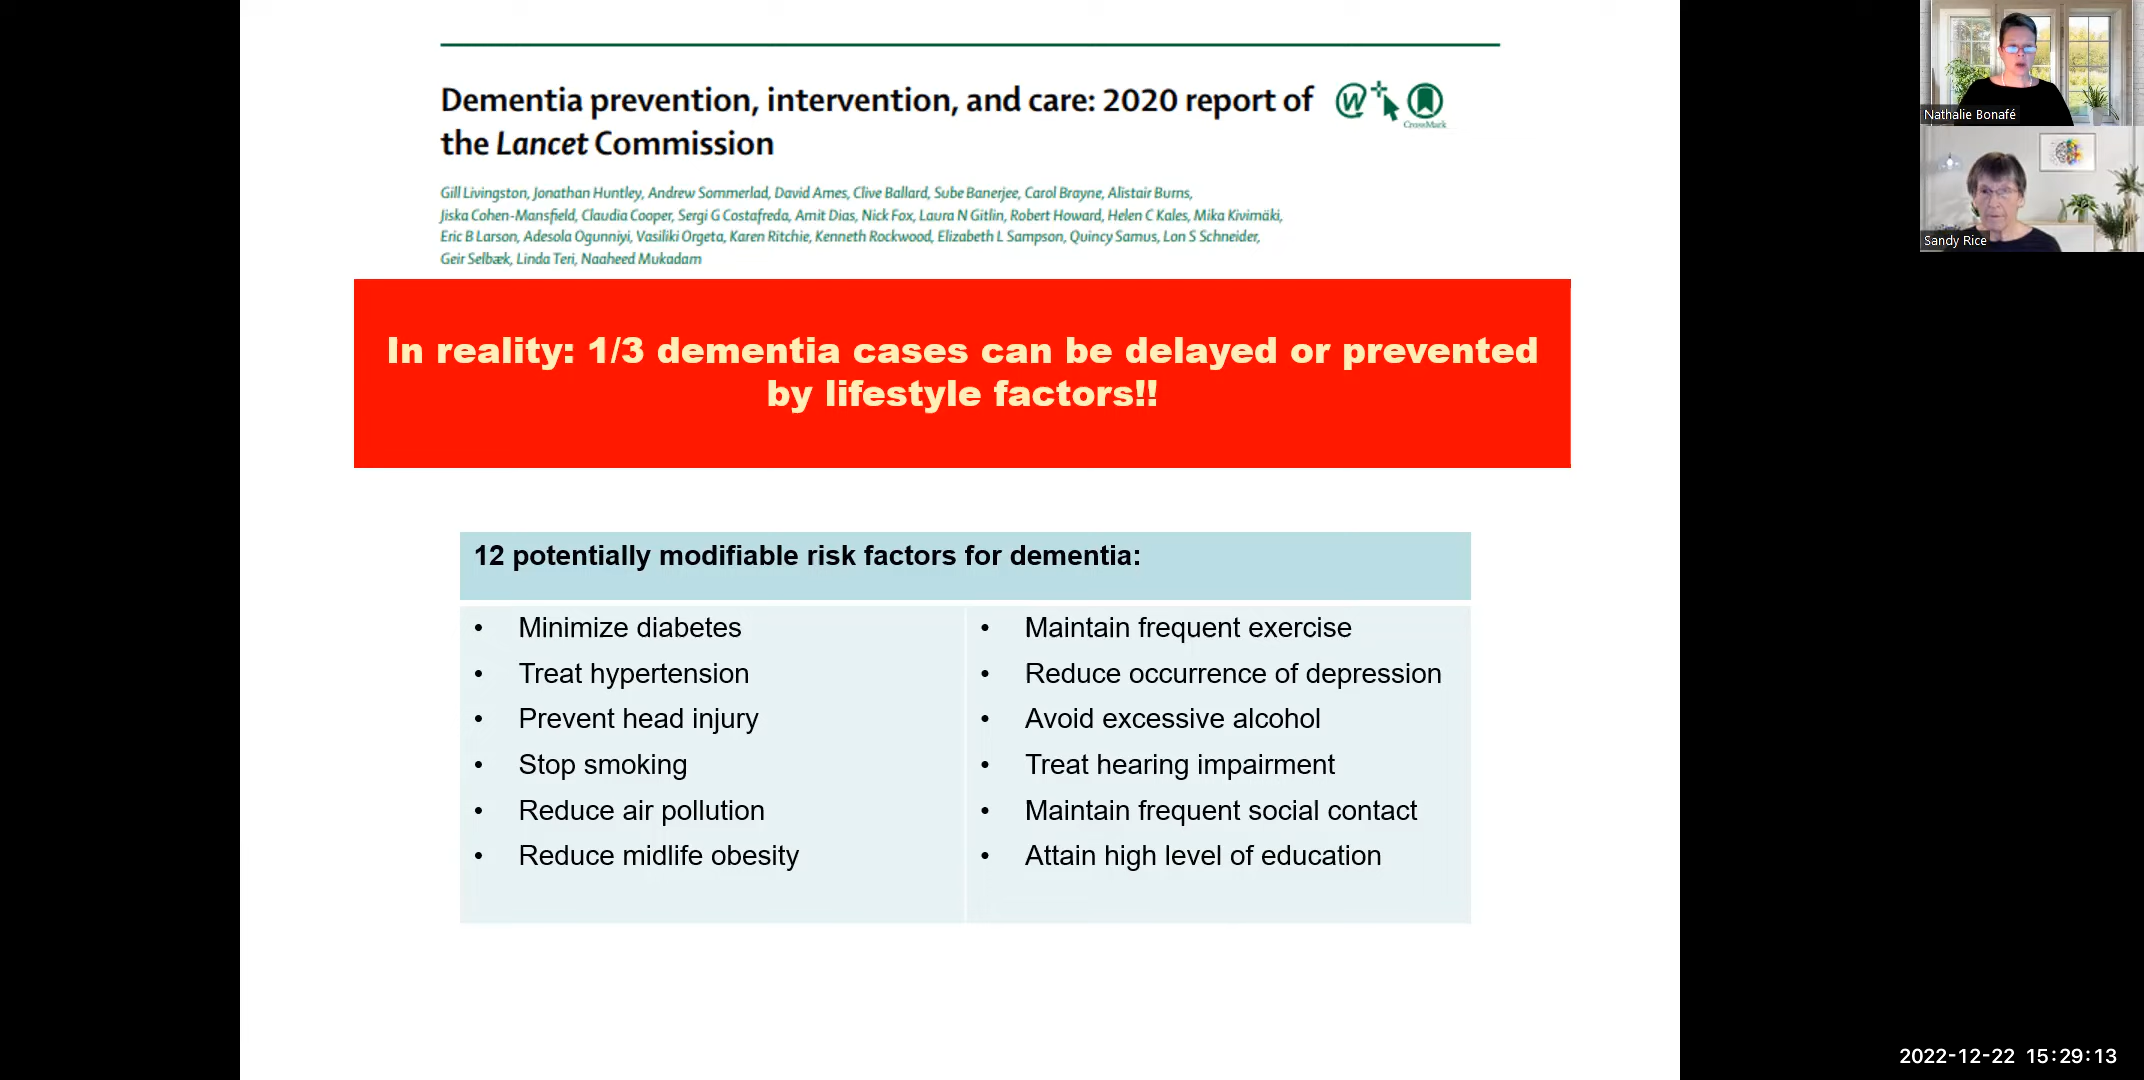 Dementia prevention, intervention, and care: 2020 report of
the Lancet Commission
W
CrossMark
Gill Livingston, Jonathan Huntley, Andrew Sommerlad, David Ames, Clive Ballard, Sube Banerjee, Carol Brayne, Alistair Burns,
Jiska Cohen-Mansfield, Claudia Cooper, Sergi G Costafreda, Amit Dias, Nick Fox, Laura N Gitlin, Robert Howard, Helen C Kales, Mika Kivimäki,
Eric B Larson, Adesola Ogunniyi, Vasiliki Orgeta, Karen Ritchie, Kenneth Rockwood, Elizabeth L Sampson, Quincy Samus, Lon S Schneider,
Geir Selbæk, Linda Teri, Naaheed Mukadam
In reality: 1/3 dementia cases can be delayed or prevented
by lifestyle factors!!
12 potentially modifiable risk factors for dementia:
• Minimize diabetes
• Treat hypertension
• Prevent head injury
• Stop smoking
• Reduce air pollution
• Reduce midlife obesity
• Maintain frequent exercise
• Reduce occurrence of depression
• Avoid excessive alcohol
• Treat hearing impairment
• Maintain frequent social contact
• Attain high level of education
Nathalie Bonafé
Sandy Rice
2022-12-22 15:29:13